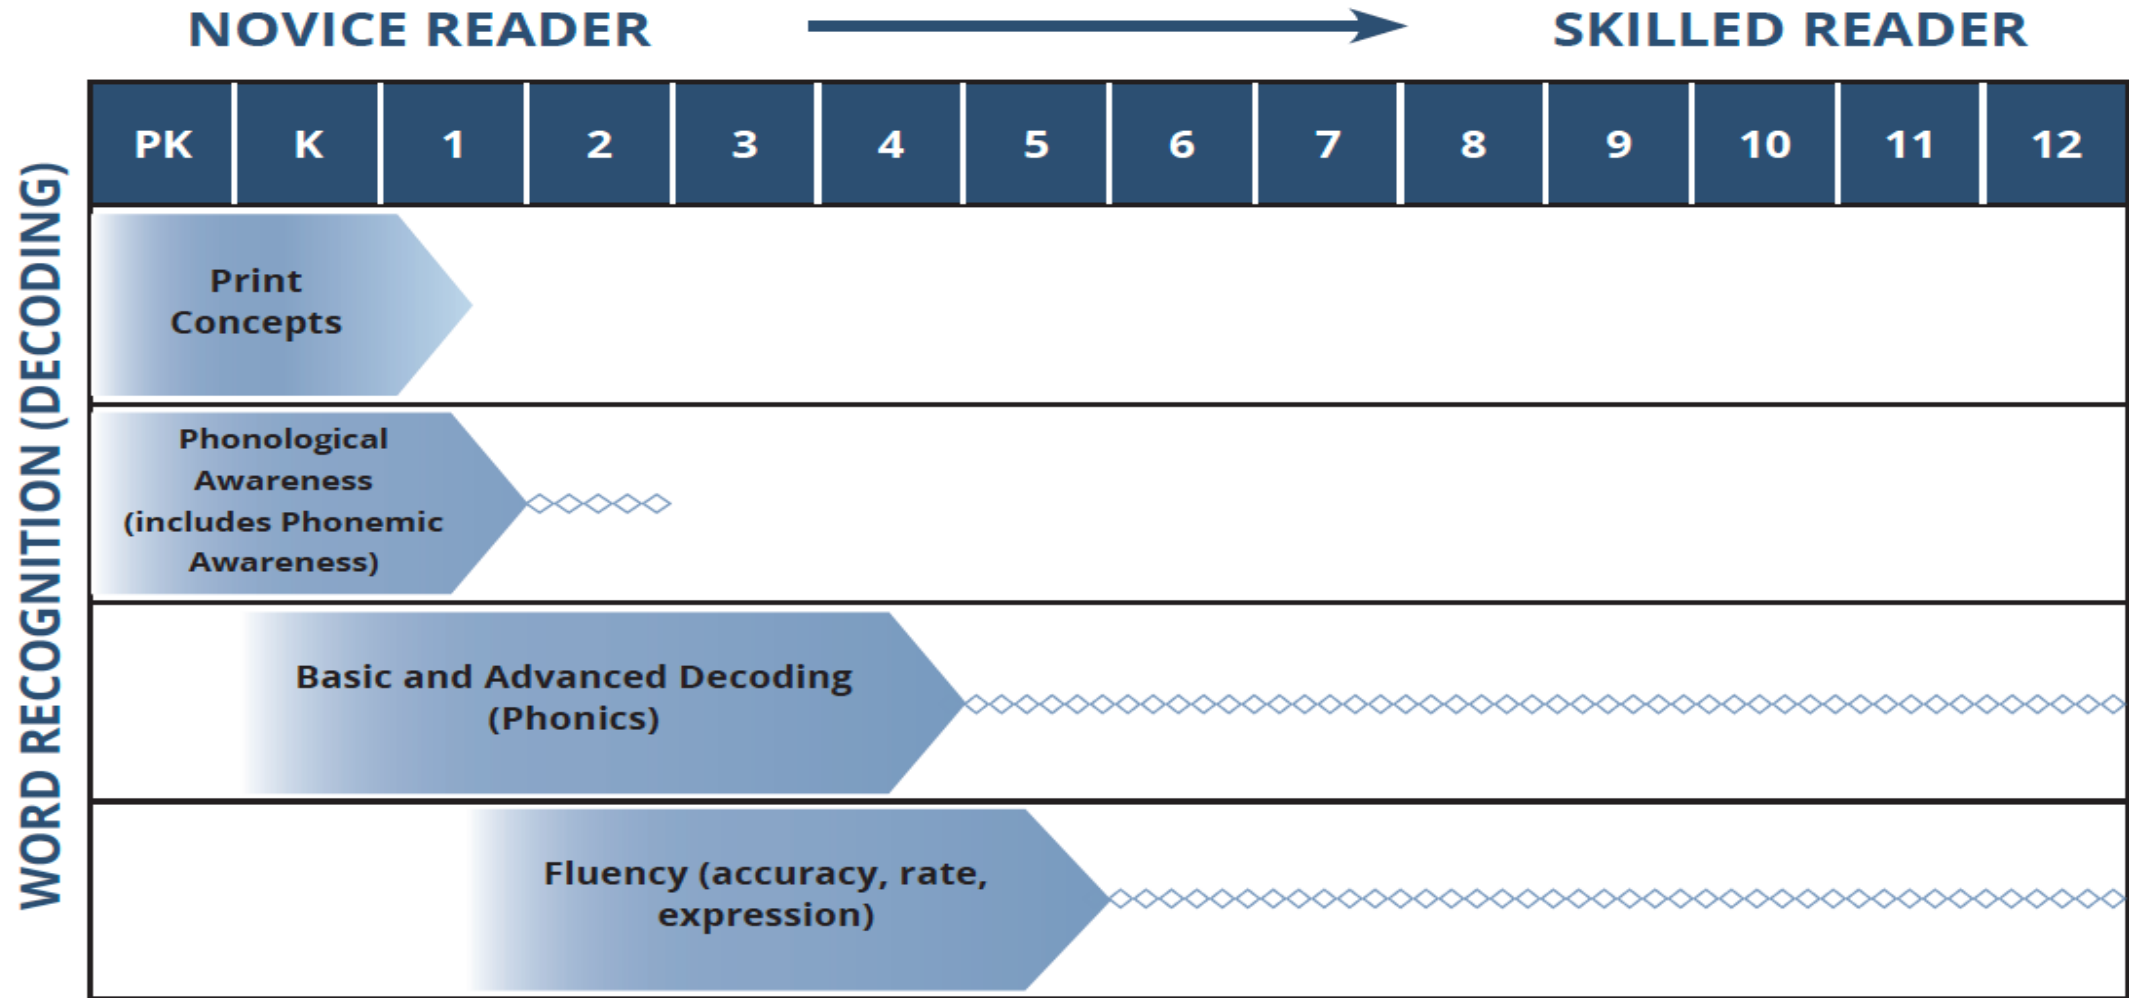 NOVICE READER SKILLED READER
WORD RECOGNITION (DECODING)
PK K 1 2 3 4 5 6 7 8 9 10 11 12
Print
Concepts
Phonological
Awareness
(includes Phonemic
Awareness)
Basic and Advanced Decoding
(Phonics)
Fluency (accuracy, rate,
expression)